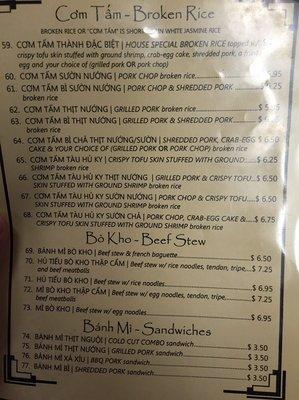 Cơm Tấm - Broken Rice
BROKEN RICE OR "CƠM TẤM" IS SHORT GRAIN WHITE JASMINE RICE
59. CƠM TẤM THÀNH ĐẶC BIỆT | HOUSE SPECIAL BROKEN RICE topped w/
crispy tofu skin stuffed with ground shrimp, crab-egg cake, shredded pork, a fried
egg and your choice of (grilled pork OR pork chop)
60. CƠM TẤM SƯỜN NƯỚNG | PORK CHOP broken rice
61. CƠM TẤM BÌ SƯỜN NƯỚNG | PORK CHOP & SHREDDED PORK
broken rice
62. CƠM TẤM THỊT NƯỚNG | GRILLED PORK broken rice
63. CƠM TẤM BÌ THỊT NƯỚNG | GRILLED PORK & SHREDDED PORK
broken rice
64. CƠM TẤM BÌ CHẢ THỊT NƯỚNG/SƯỜN | SHREDDED PORK, CRAB-EGG $ 6.50
CAKE & YOUR CHOICE OF (GRILLED PORK OR PORK CHOP) broken rice
65. CƠM TẤM TÀU HỦ KY | CRISPY TOFU SKIN STUFFED WITH GROUND $ 6.25
SHRIMP broken rice
66. CƠM TẤM TÀU HỦ KY THỊT NƯỚNG | GRILLED PORK & CRISPY TOFU $ 6.50
SKIN STUFFED WITH GROUND SHRIMP broken rice
67. CƠM TẤM TÀU HỦ KY SƯỜN NƯỚNG | PORK CHOP & CRISPY TOFU $ 6.50
SKIN STUFFED WITH GROUND SHRIMP broken rice
68. CƠM TẤM TÀU HỦ KY SƯỜN CHẢ | PORK CHOP, CRAB-EGG CAKE & $ 6.75
CRISPY TOFU SKIN STUFFED WITH GROUND SHRIMP broken rice
Bò Kho - Beef Stew
69. BÁNH MÌ BÒ KHO | Beef stew & french baguette $ 6.50
70. HỦ TIẾU BÒ KHO THẬP CẨM | Beef stew w/ rice noodles, tendon, tripe $ 7.25
and beef meatballs
71. HỦ TIẾU BÒ KHO | Beef stew w/ rice noodles $ 6.95
72. MÌ BÒ KHO THẬP CẨM | Beef stew w/ egg noodles, tendon, tripe $ 7.25
beef meatballs
73. MÌ BÒ KHO | Beef stew w/ egg noodles $ 6.95
Bánh Mì - Sandwiches
74. BÁNH MÌ THỊT NGUỘI | COLD CUT COMBO sandwich $ 3.50
75. BÁNH MÌ THỊT NƯỚNG | GRILLED PORK sandwich $ 3.50
76. BÁNH MÌ XÁ XÍU | BBQ PORK sandwich $ 3.50
77. BÁNH MÌ BÌ | SHREDDED PORK sandwich $ 3.50